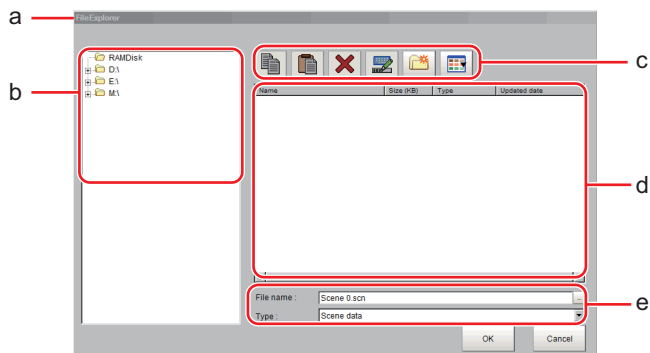 a
FileExplorer
b
RAMDisk
D:\
E:\
M:\
c
Name Size (KB) Type Updated date
d
File name : Scene 0.scn ...
Type : Scene data
e
OK Cancel